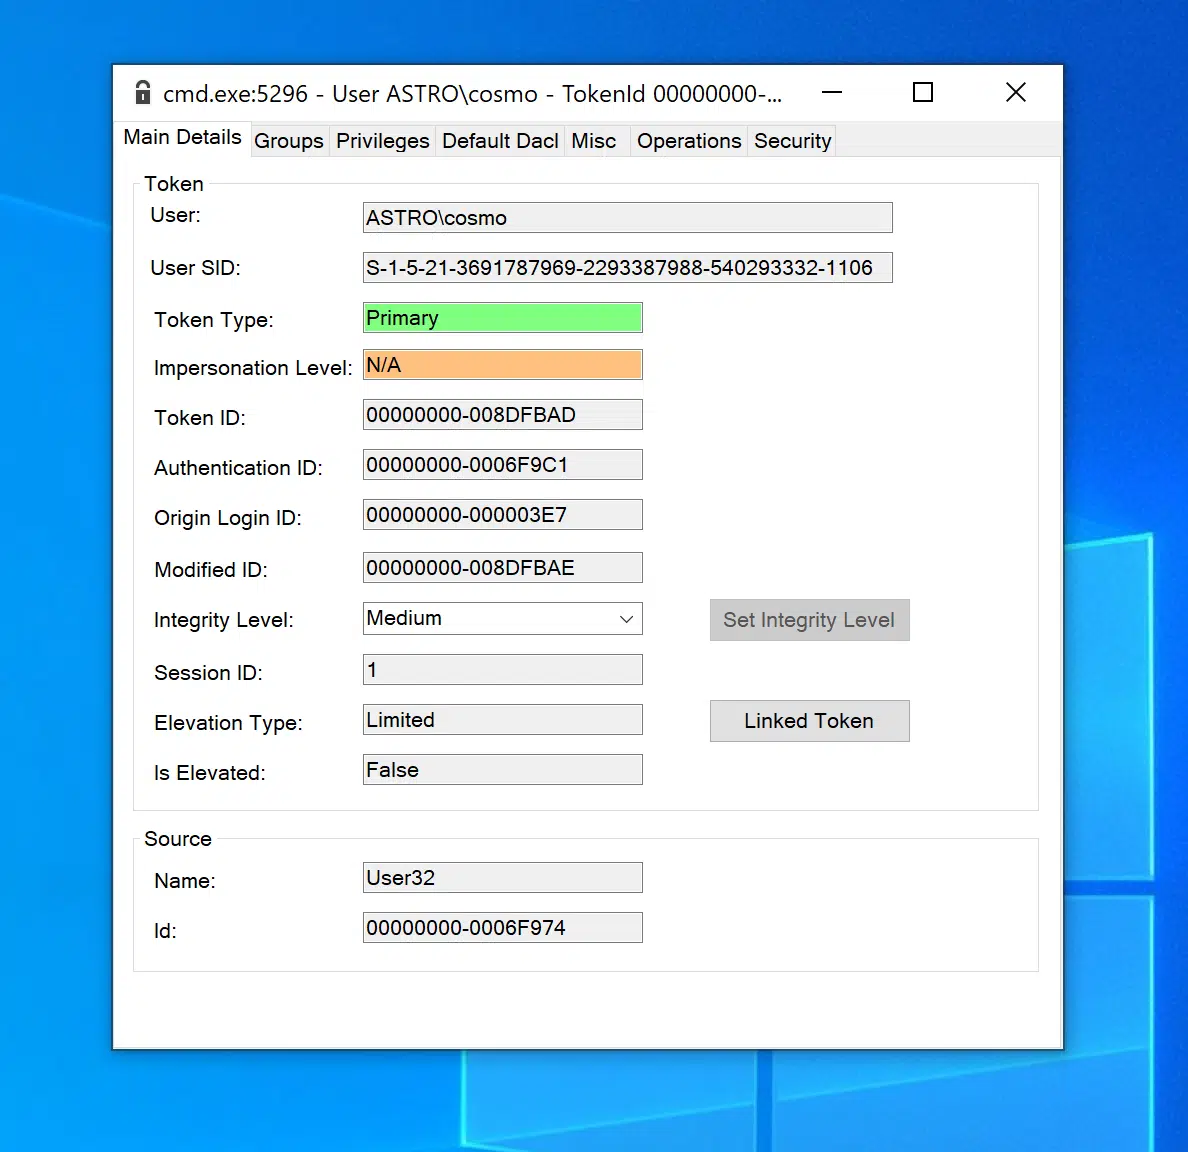 cmd.exe:5296 - User ASTRO\cosmo - TokenId 00000000-...
Main Details Groups Privileges Default Dacl Misc Operations Security
Token
User: ASTRO\cosmo
User SID: S-1-5-21-3691787969-2293387988-540293332-1106
Token Type: Primary
Impersonation Level: N/A
Token ID: 00000000-008DFBAD
Authentication ID: 00000000-0006F9C1
Origin Login ID: 00000000-000003E7
Modified ID: 00000000-008DFBAE
Integrity Level: Medium Set Integrity Level
Session ID: 1
Elevation Type: Limited Linked Token
Is Elevated: False
Source
Name: User32
Id: 00000000-0006F974